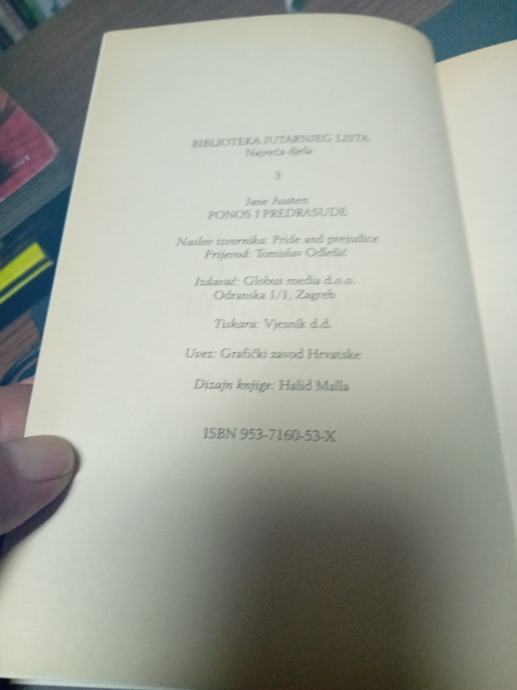 BIBLIOTEKA JUTARNJEG LISTA
Najveća djela
3
Jane Austen
PONOS I PREDRASUDE
Naslov izvornika: Pride and prejudice
Prijevod: Tomislav Odlešić
Izdavač: Globus media d.o.o.
Odranska 1/1, Zagreb
Tiskara: Vjesnik d.d.
Uvez: Grafički zavod Hrvatske
Dizajn knjige: Halid Malla
ISBN 953-7160-53-X